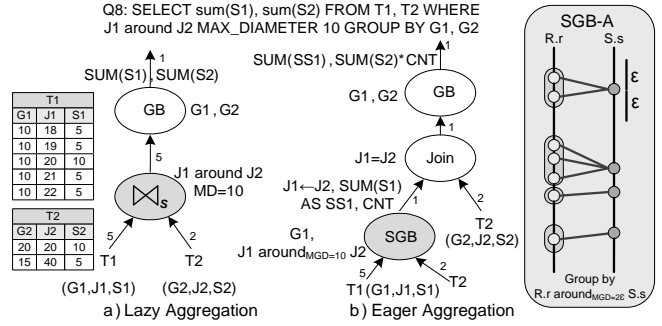 Q8: SELECT sum(S1), sum(S2) FROM T1, T2 WHERE
J1 around J2 MAX_DIAMETER 10 GROUP BY G1, G2
1
SUM(S1) ,SUM(S2)
GB
G1, G2
5
T1
G1 J1 S1
10 18 5
10 19 5
10 20 10
10 21 5
10 22 5
⋈S
J1 around J2
MD=10
T2
G2 J2 S2
20 20 10
15 40 5
5
2
T1
T2
(G1,J1,S1)
(G2,J2,S2)
a) Lazy Aggregation
1
SUM(SS1) ,SUM(S2)*CNT
G1, G2
GB
1
J1=J2
Join
J1←J2, SUM(S1)
AS SS1, CNT
1
2
T2
(G2,J2,S2)
G1,
J1 around MGD=10 J2
SGB
5
2
T2
T1(G1,J1,S1)
b) Eager Aggregation
SGB-A
R.r
S.s
ε
ε
Group by
R.r around MGD=2ε S.s